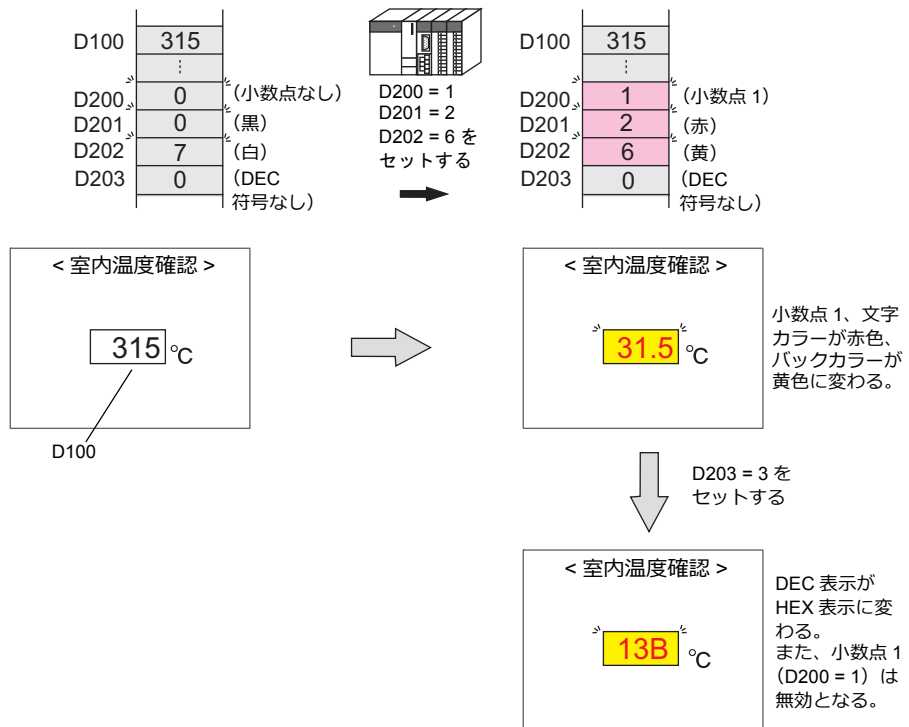 D100 315
⋮
D200 0 (小数点なし)
D201 0 (黒)
D202 7 (白)
D203 0 (DEC
符号なし)
D200 = 1
D201 = 2
D202 = 6 を
セットする
D100 315
⋮
D200 1 (小数点 1)
D201 2 (赤)
D202 6 (黄)
D203 0 (DEC
符号なし)
< 室内温度確認 >
315 °C
D100
< 室内温度確認 >
31.5 °C
小数点 1、文字
カラーが赤色、
バックカラーが
黄色に変わる。
D203 = 3 を
セットする
< 室内温度確認 >
13B °C
DEC 表示が
HEX 表示に変
わる。
また、小数点 1
(D200 = 1) は
無効となる。